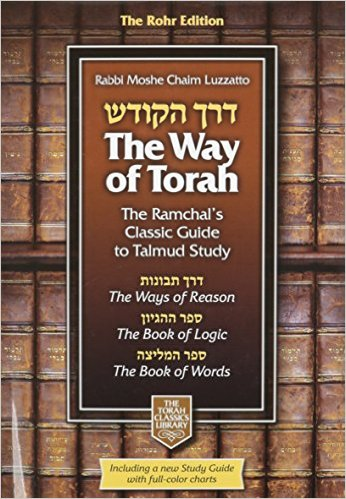 The Rohr Edition
Rabbi Moshe Chaim Luzzatto
דרך הקודש
The Way
of Torah
The Ramchal's
Classic Guide
to Talmud Study
דרך תבונות
The Ways of Reason
ספר ההגיון
The Book of Logic
ספר המליצה
The Book of Words
THE
TORAH
CLASSICS
LIBRARY
Including a new Study Guide
with full-color charts